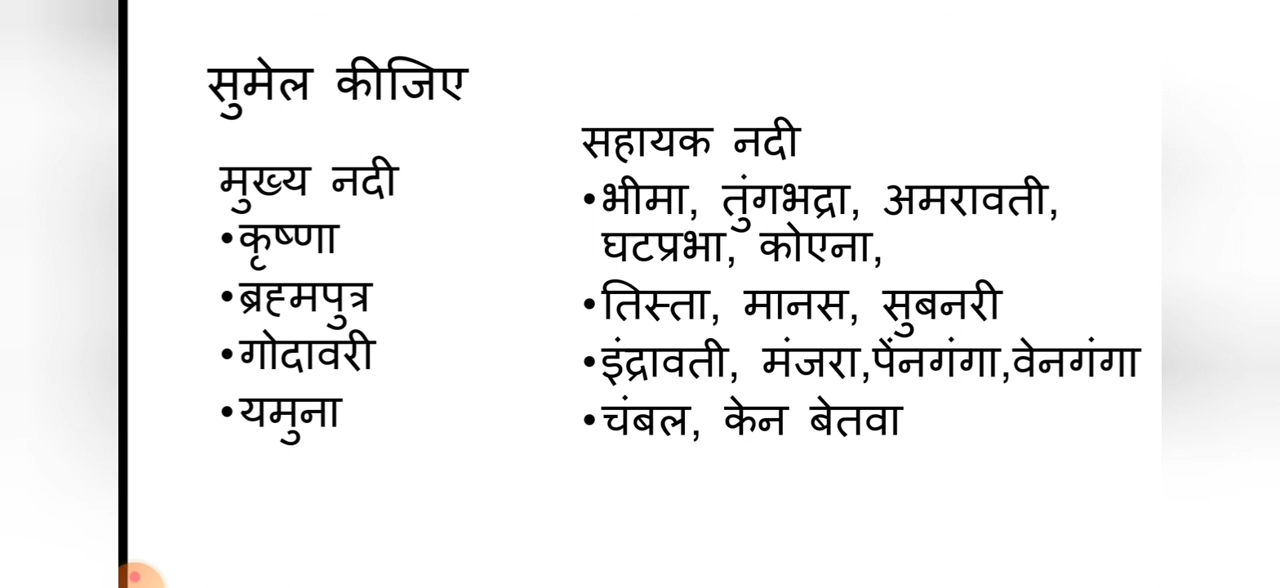 सुमेल कीजिए
मुख्य नदी
•कृष्णा
•ब्रह्मपुत्र
•गोदावरी
•यमुना
सहायक नदी
•भीमा, तुंगभद्रा, अमरावती,
घटप्रभा, कोएना,
•तिस्ता, मानस, सुबनरी
•इंद्रावती, मंजरा,पेंनगंगा,वेनगंगा
•चंबल, केन बेतवा